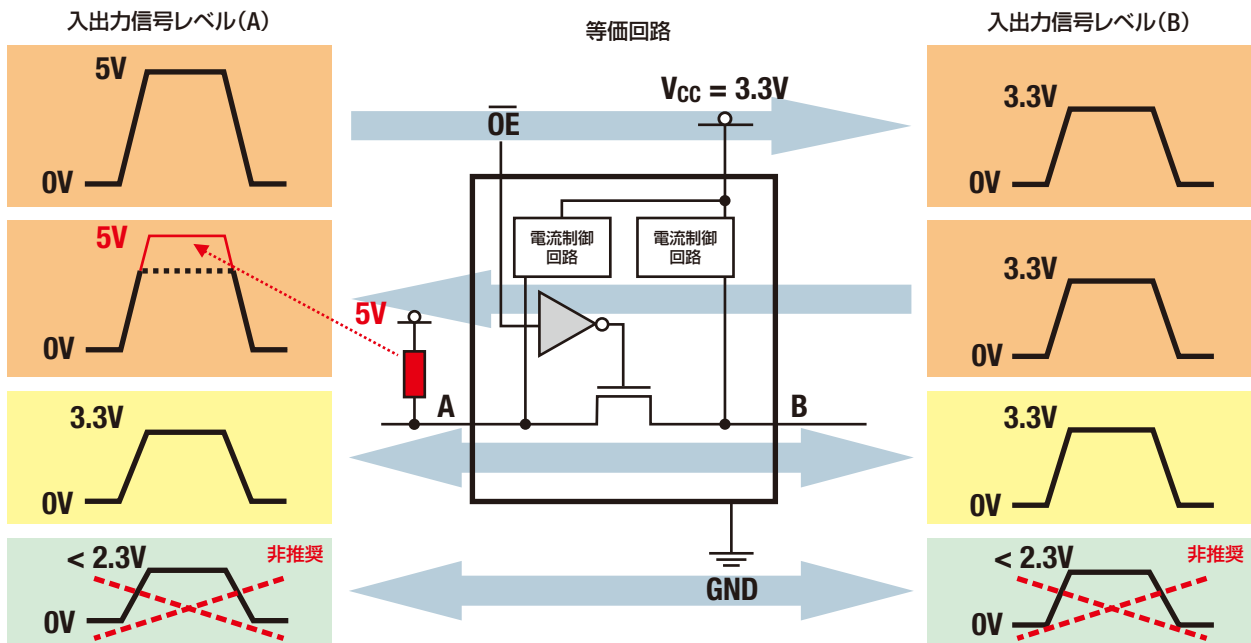 入出力信号レベル（A）
等価回路
入出力信号レベル（B）
5V
0V
OE
VCC = 3.3V
3.3V
0V
5V
0V
電流制御
回路
電流制御
回路
5V
3.3V
0V
A
B
3.3V
0V
3.3V
0V
< 2.3V
非推奨
0V
GND
< 2.3V
非推奨
0V